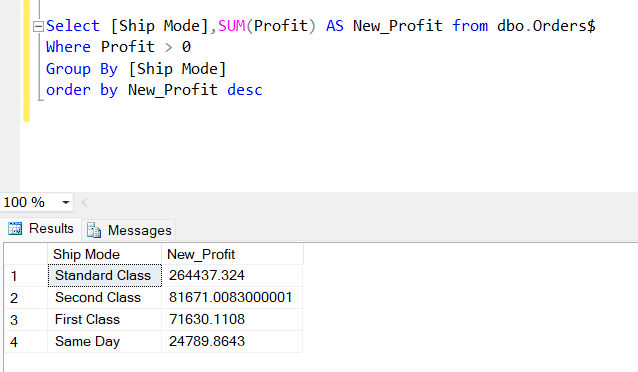 Select [Ship Mode],SUM(Profit) AS New_Profit from dbo.Orders$
Where Profit > 0
Group By [Ship Mode]
order by New_Profit desc
100 %
Results Messages
Ship Mode New_Profit
1 Standard Class 264437.324
2 Second Class 81671.0083000001
3 First Class 71630.1108
4 Same Day 24789.8643